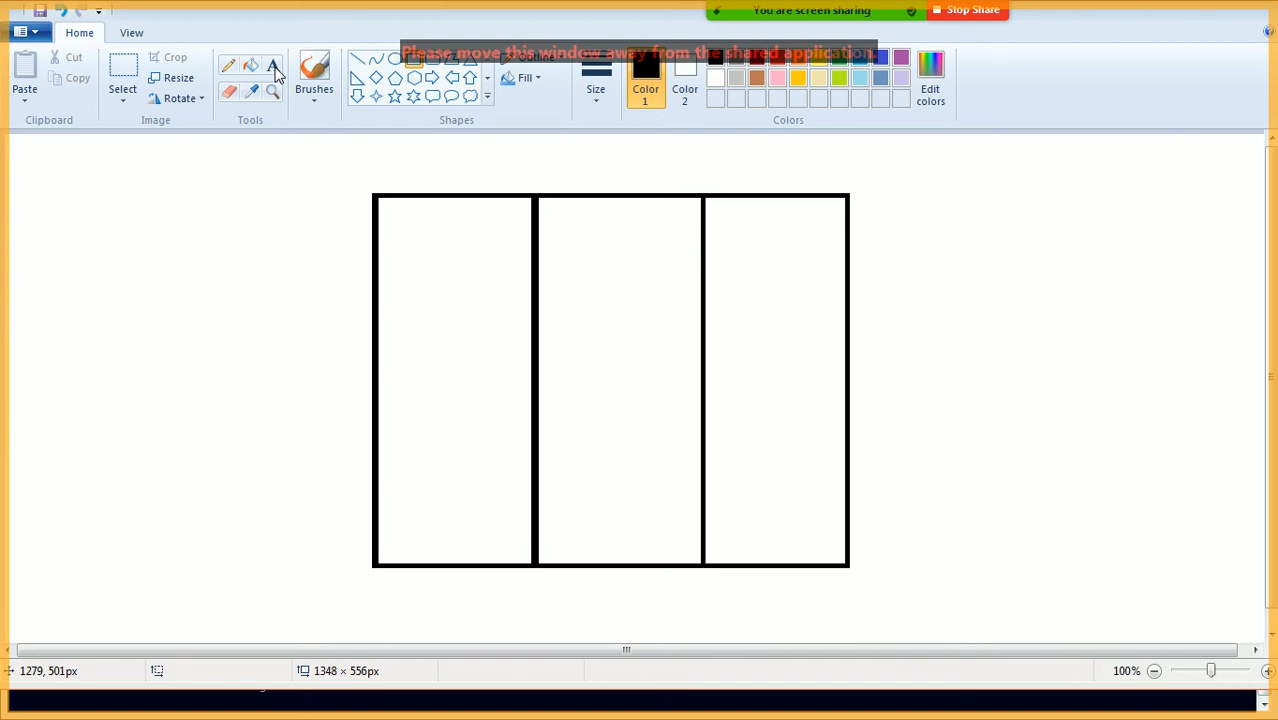 You are screen sharing Stop Share
Home View
Please move this window away from the shared application
Paste Cut Copy Select Crop Resize Rotate Brushes Outline Fill Size Color 1 Color 2 Edit colors
Clipboard Image Tools Shapes Colors
1279, 501px 1348 × 556px 100%